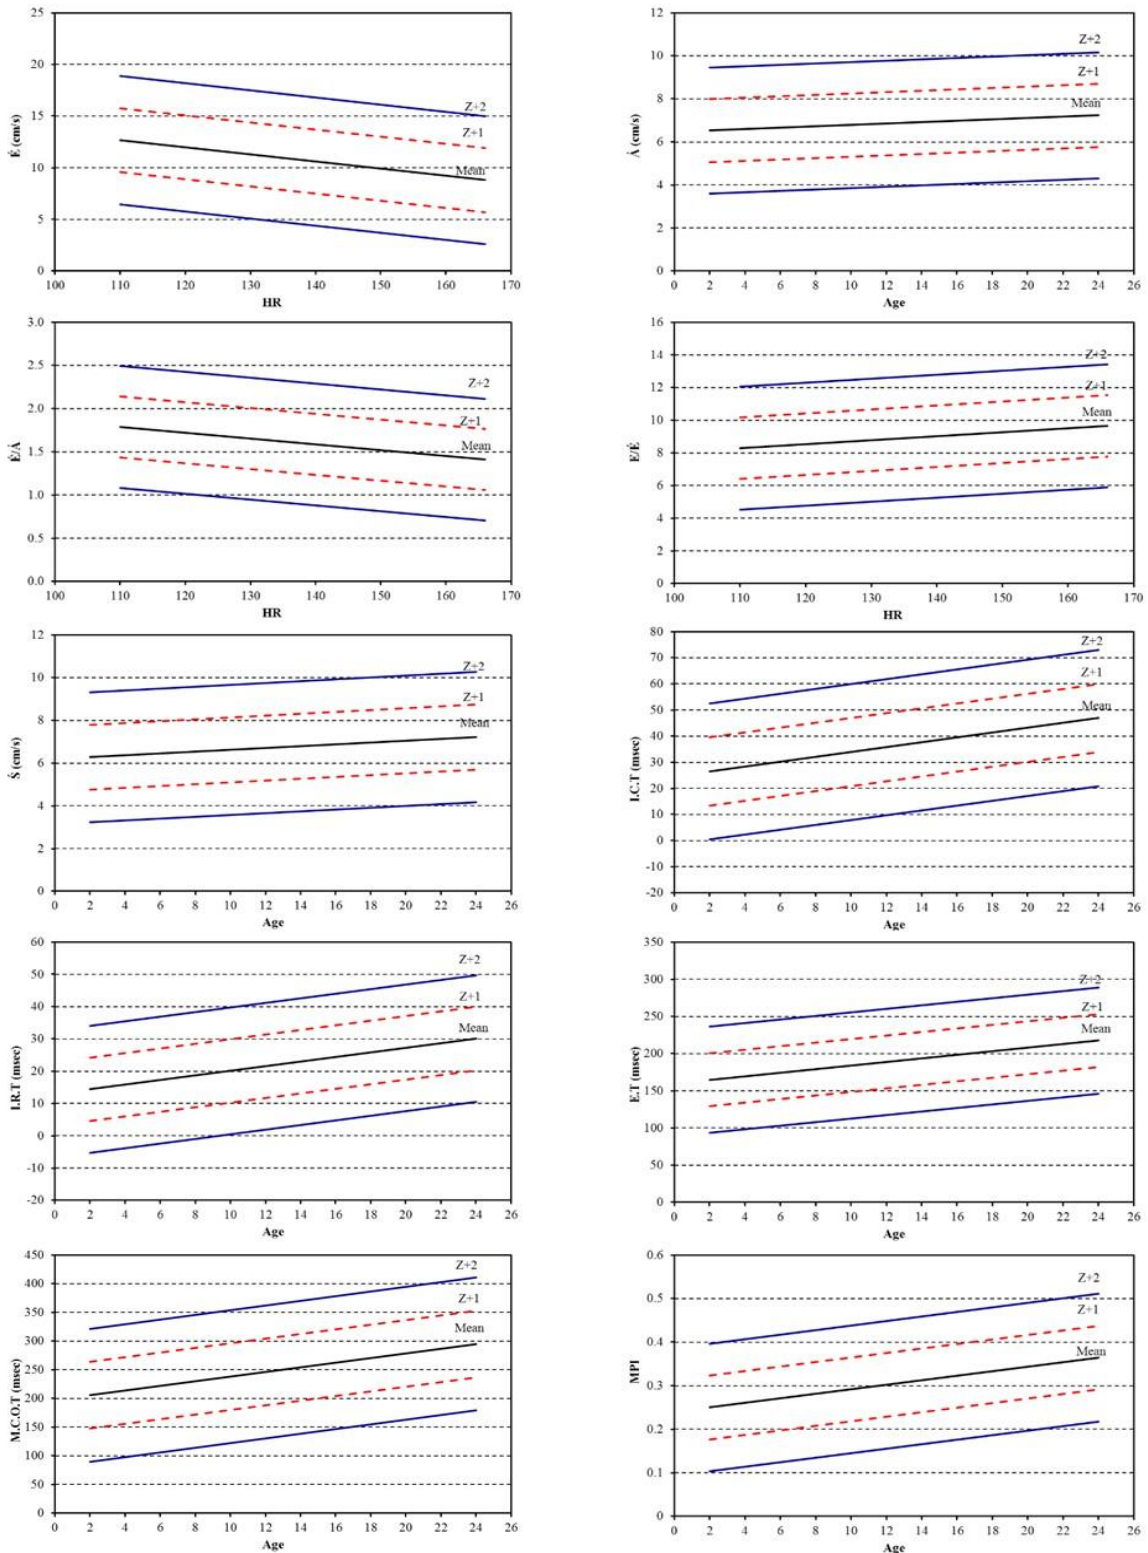 É (cm/s)
25
20
15
10
5
0
Z+2
Z+1
Mean
100 110 120 130 140 150 160 170
HR
Á (cm/s)
12
10
8
6
4
2
0
Z+2
Z+1
Mean
0 2 4 6 8 10 12 14 16 18 20 22 24 26
Age
É/Á
3.0
2.5
2.0
1.5
1.0
0.5
0.0
Z+2
Z+1
Mean
100 110 120 130 140 150 160 170
HR
E/É
16
14
12
10
8
6
4
2
0
Z+2
Z+1
Mean
100 110 120 130 140 150 160 170
HR
Ś (cm/s)
12
10
8
6
4
2
0
Z+2
Z+1
Mean
0 2 4 6 8 10 12 14 16 18 20 22 24 26
Age
I.C.T (msec)
80
70
60
50
40
30
20
10
0
-10
-20
Z+2
Z+1
Mean
0 2 4 6 8 10 12 14 16 18 20 22 24 26
Age
I.R.T (msec)
60
50
40
30
20
10
0
-10
-20
Z+2
Z+1
Mean
0 2 4 6 8 10 12 14 16 18 20 22 24 26
Age
E.T (msec)
350
300
250
200
150
100
50
0
Z+2
Z+1
Mean
0 2 4 6 8 10 12 14 16 18 20 22 24 26
Age
M.C.O.T (msec)
450
400
350
300
250
200
150
100
50
0
Z+2
Z+1
Mean
0 2 4 6 8 10 12 14 16 18 20 22 24 26
Age
MPI
0.6
0.5
0.4
0.3
0.2
0.1
0
Z+2
Z+1
Mean
0 2 4 6 8 10 12 14 16 18 20 22 24 26
Age